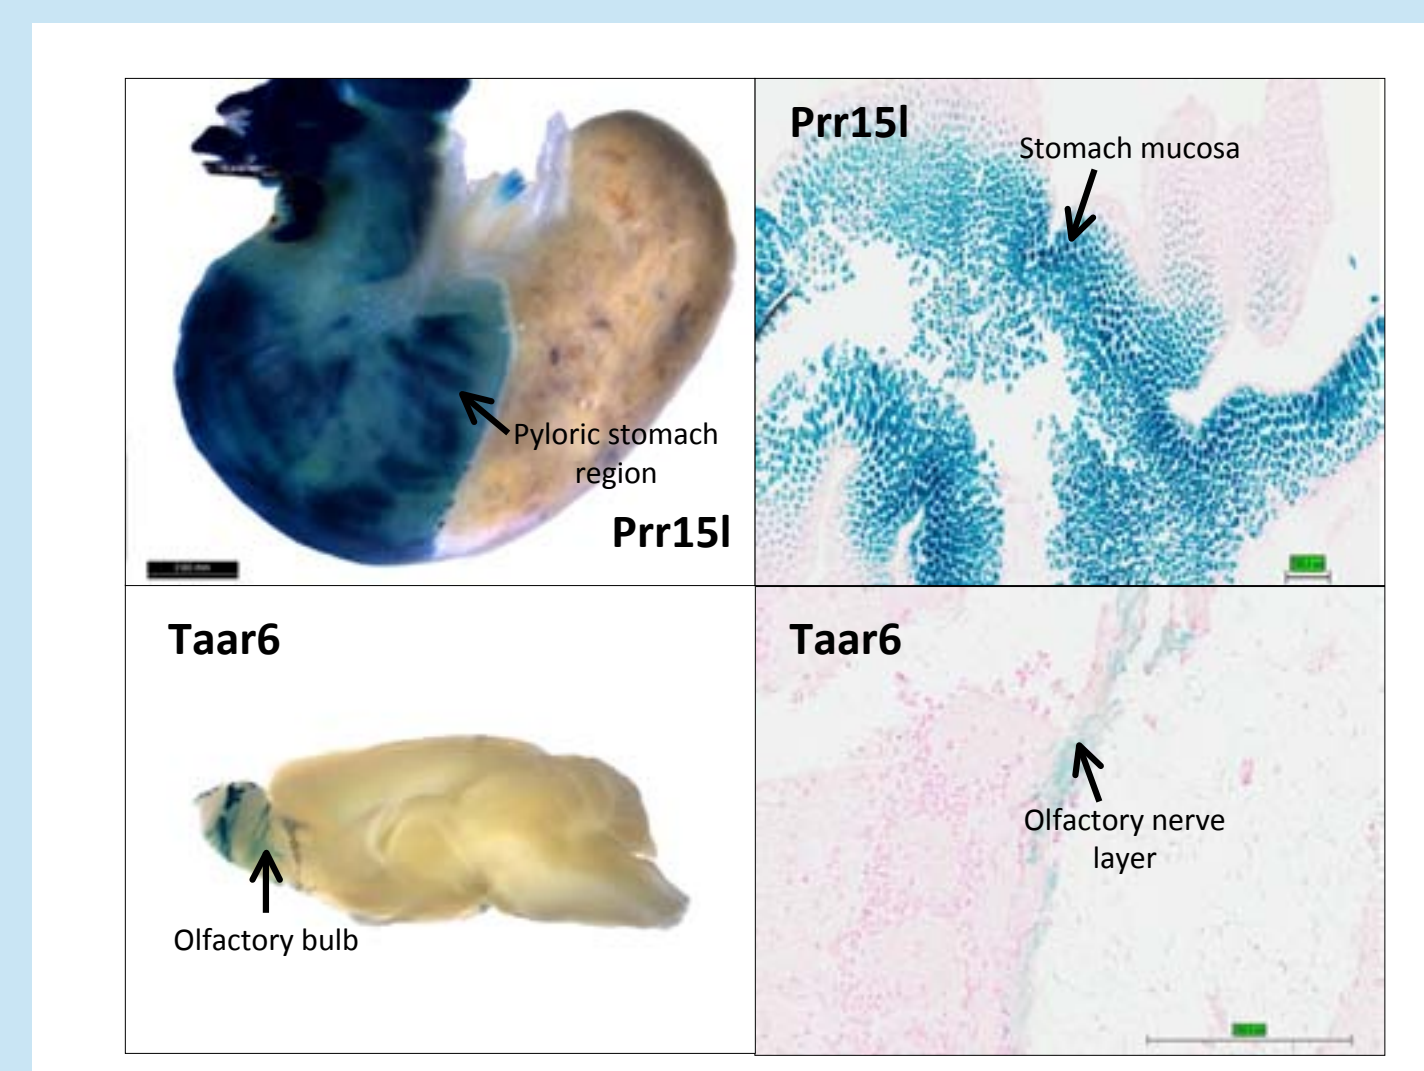 Prr15l
Stomach mucosa
Pyloric stomach
region
Prr15l
Taar6
Olfactory bulb
Taar6
Olfactory nerve
layer